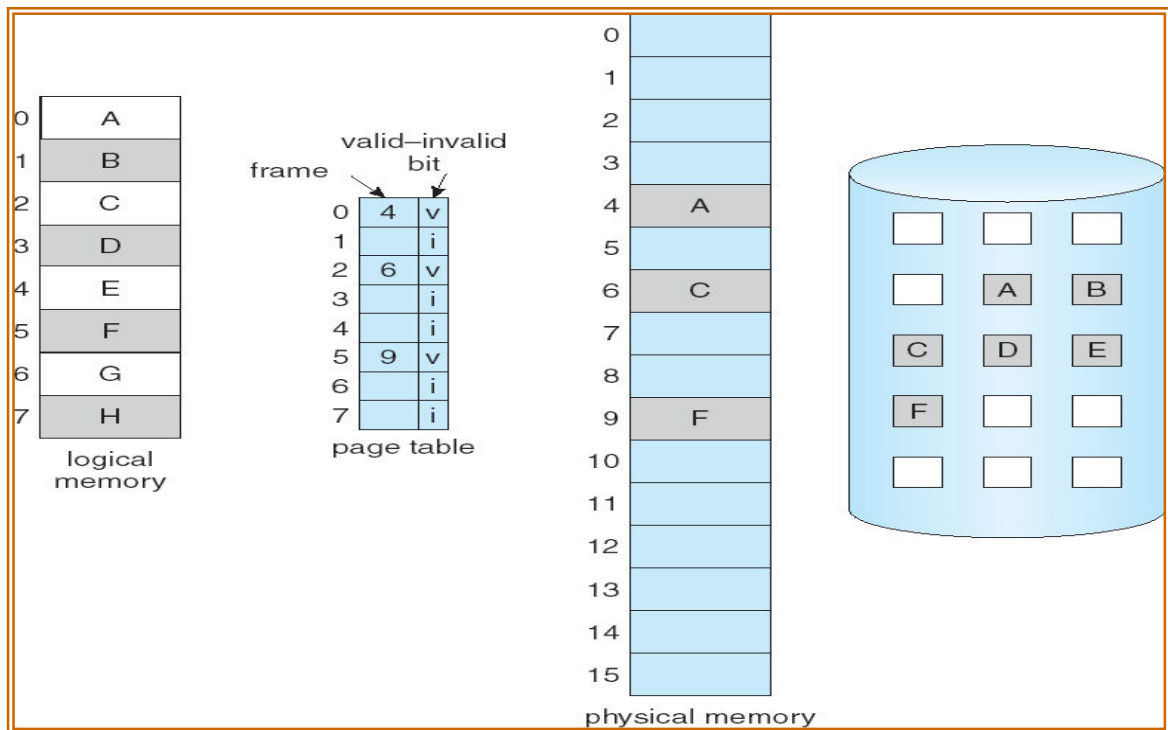 0 A
1 B
2 C
3 D
4 E
5 F
6 G
7 H
logical
memory
valid–invalid
bit
frame
0 4 v
1 i
2 6 v
3 i
4 i
5 9 v
6 i
7 i
page table
0
1
2
3
4 A
5
6 C
7
8
9 F
10
11
12
13
14
15
physical memory
A B
C D E
F